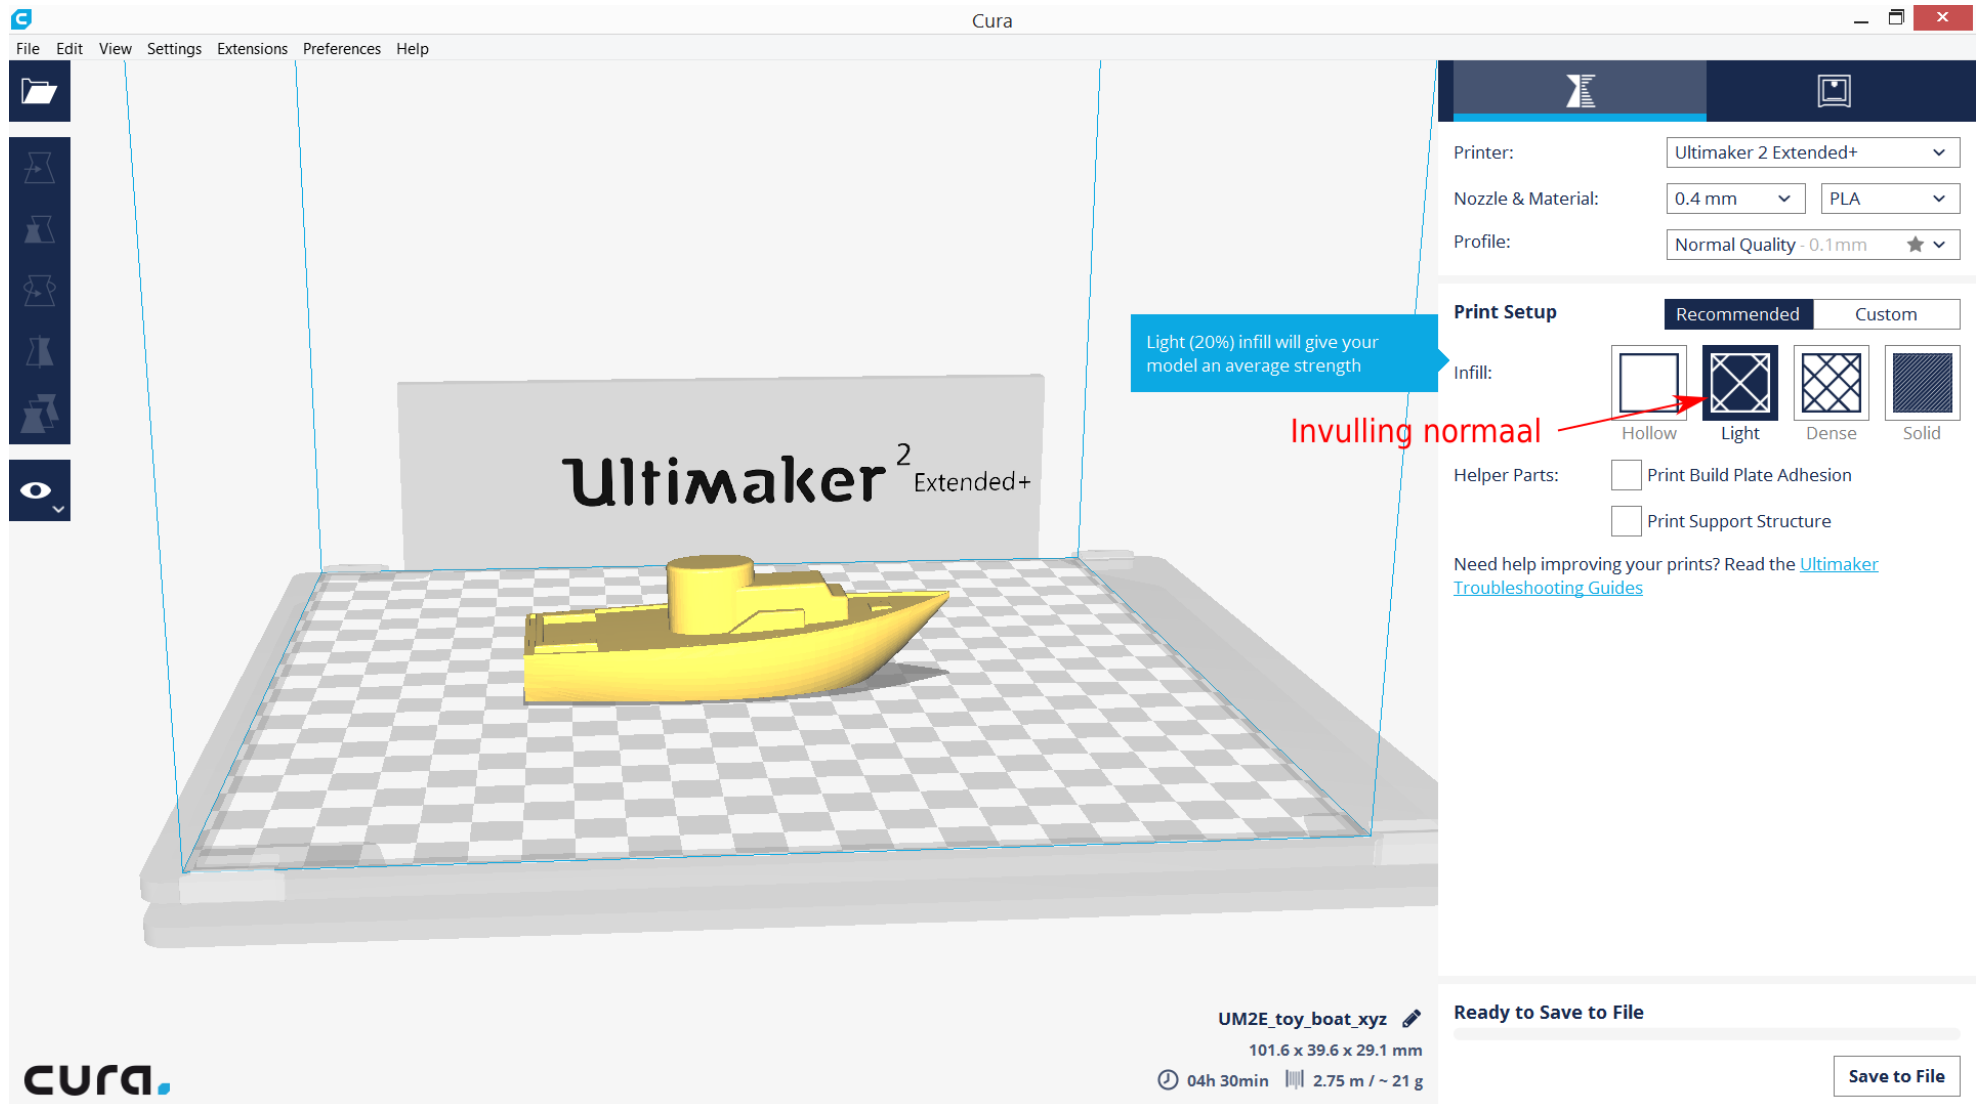 Cura
File Edit View Settings Extensions Preferences Help
Printer:
Ultimaker 2 Extended+
Nozzle & Material:
0.4 mm
PLA
Profile:
Normal Quality - 0.1mm
Print Setup
Recommended
Custom
Light (20%) infill will give your
model an average strength
Infill:
Invulling normaal
Hollow
Light
Dense
Solid
Helper Parts:
Print Build Plate Adhesion
Print Support Structure
Need help improving your prints? Read the Ultimaker
Troubleshooting Guides
Ultimaker 2 Extended+
UM2E_toy_boat_xyz
101.6 x 39.6 x 29.1 mm
04h 30min
2.75 m / ~ 21 g
Ready to Save to File
Save to File
cura.